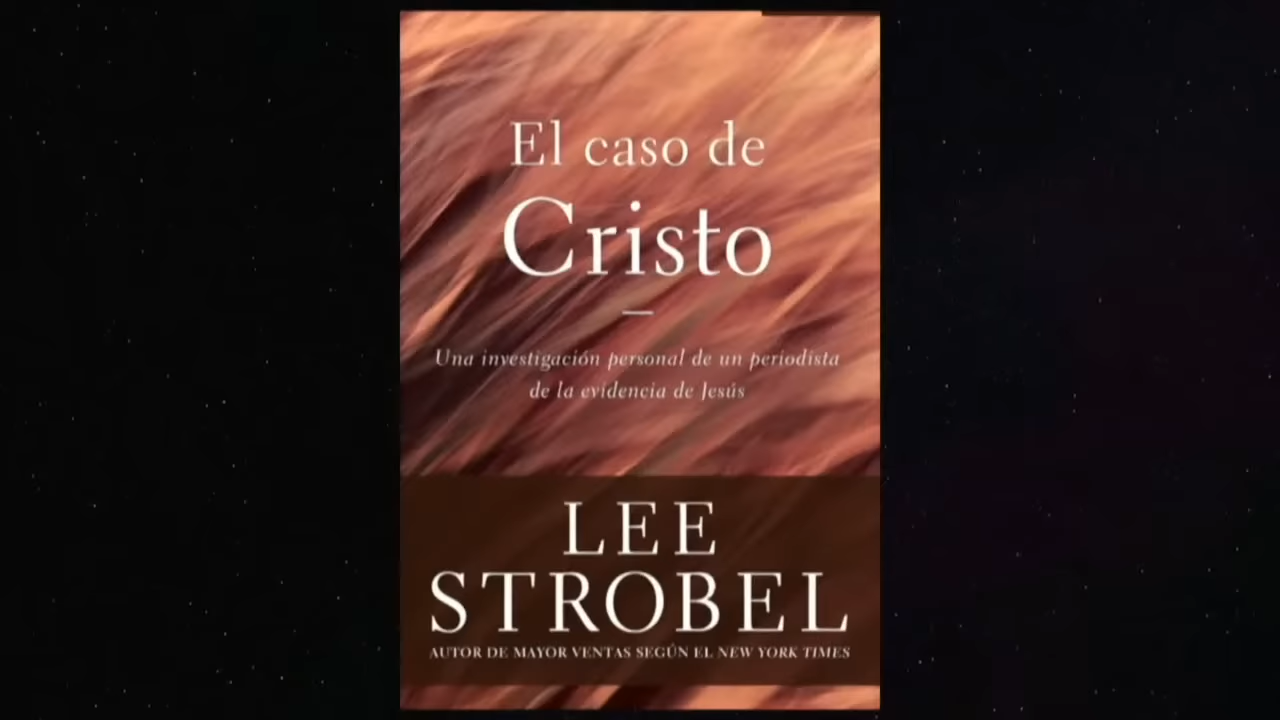 El caso de
Cristo
Una investigación personal de un periodista
de la evidencia de Jesús
LEE
STROBEL
AUTOR DE MAYOR VENTAS SEGÚN EL NEW YORK TIMES